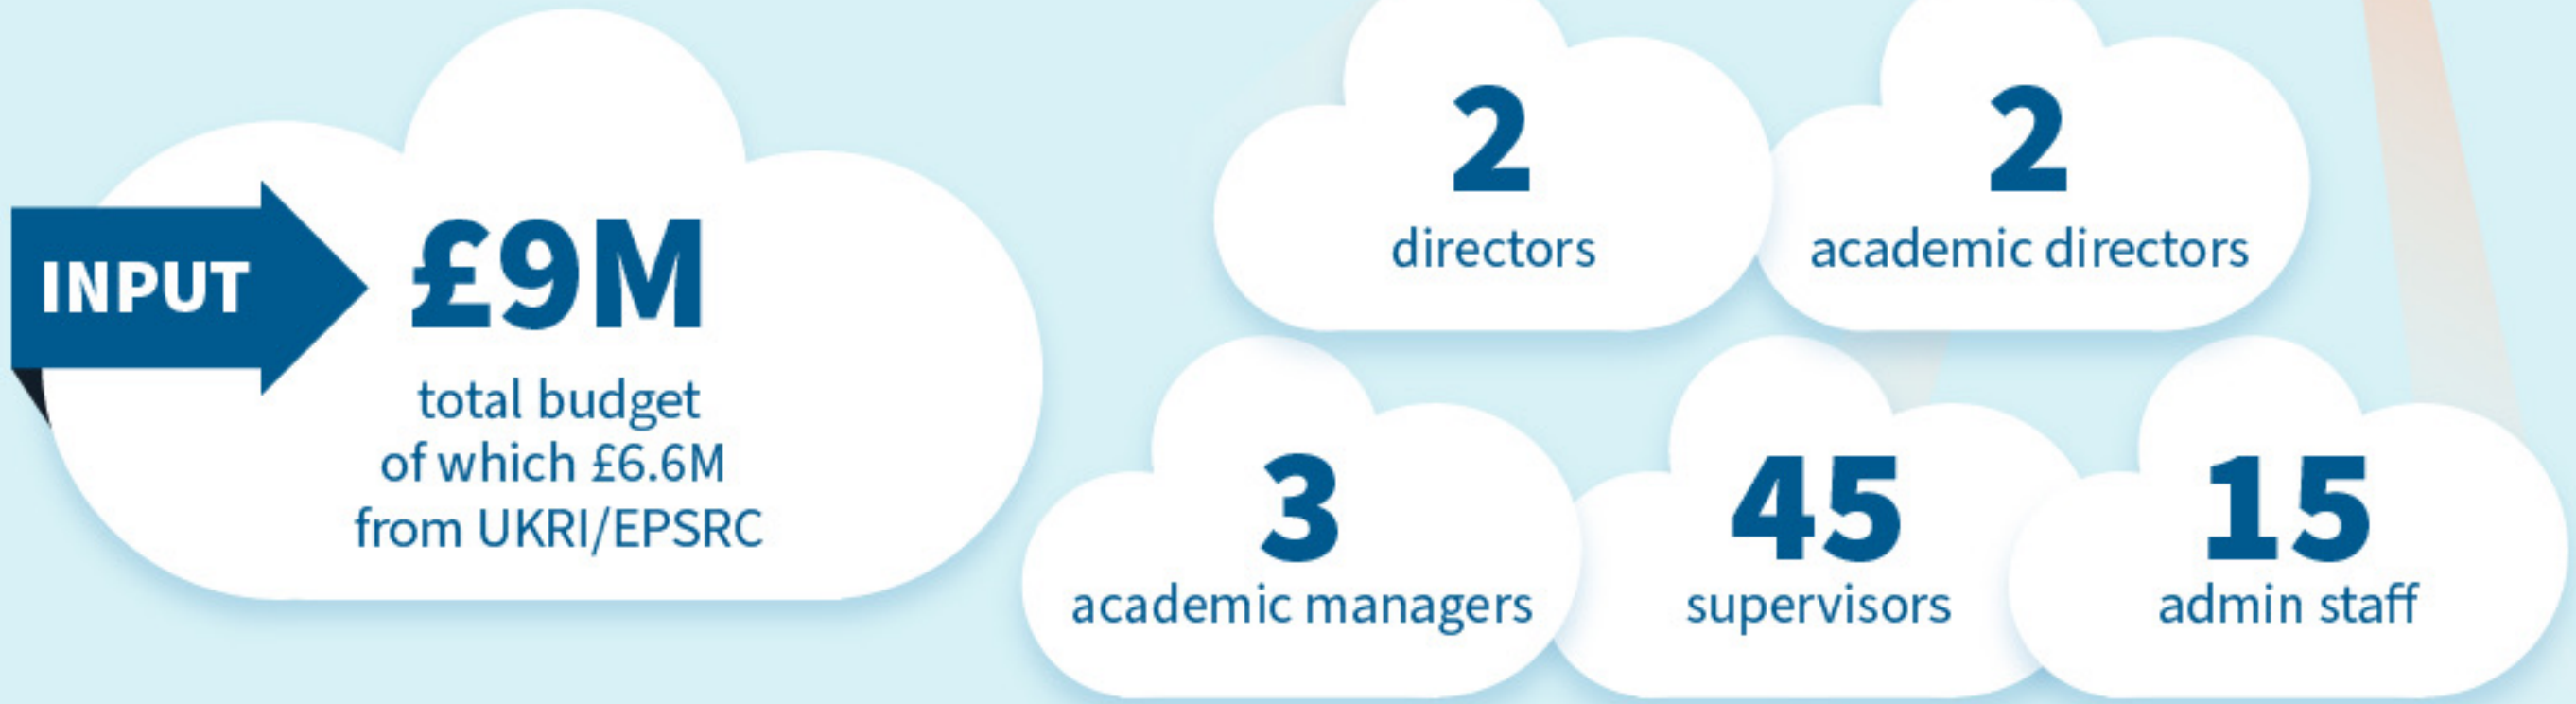 INPUT
£9M
total budget
of which £6.6M
from UKRI/EPSRC
2
directors
2
academic directors
3
academic managers
45
supervisors
15
admin staff